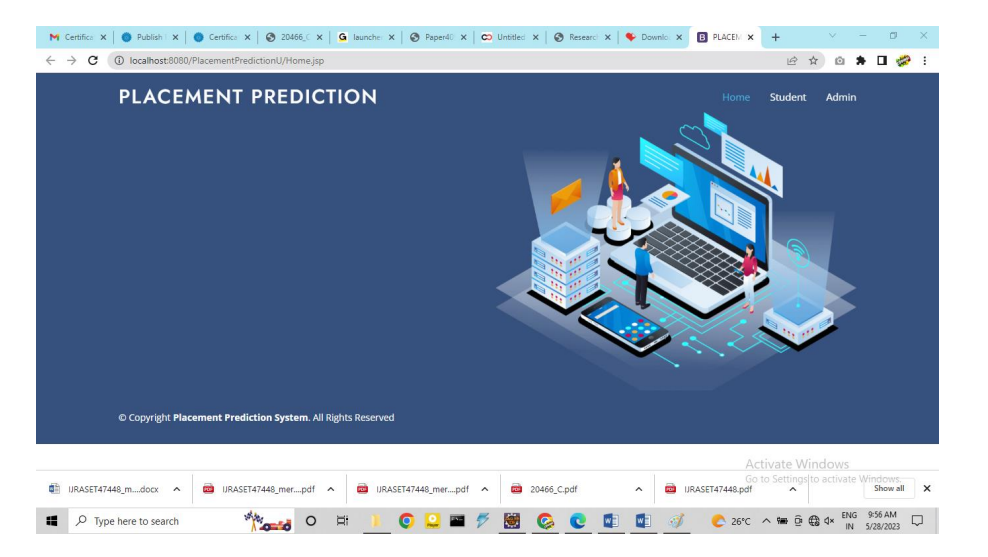 Certifica Publish Certifica 20466_C launcher Paper40 Untitled Researc Downlo PLACEM
localhost:8080/PlacementPredictionU/Home.jsp
PLACEMENT PREDICTION
Home Student Admin
© Copyright Placement Prediction System. All Rights Reserved
Activate Windows
Go to Settings to activate Windows.
IJRASET47448_m....docx IJRASET47448_mer....pdf IJRASET47448_mer....pdf 20466_C.pdf IJRASET47448.pdf Show all
Type here to search 26°C ENG 9:56 AM
IN 5/28/2023